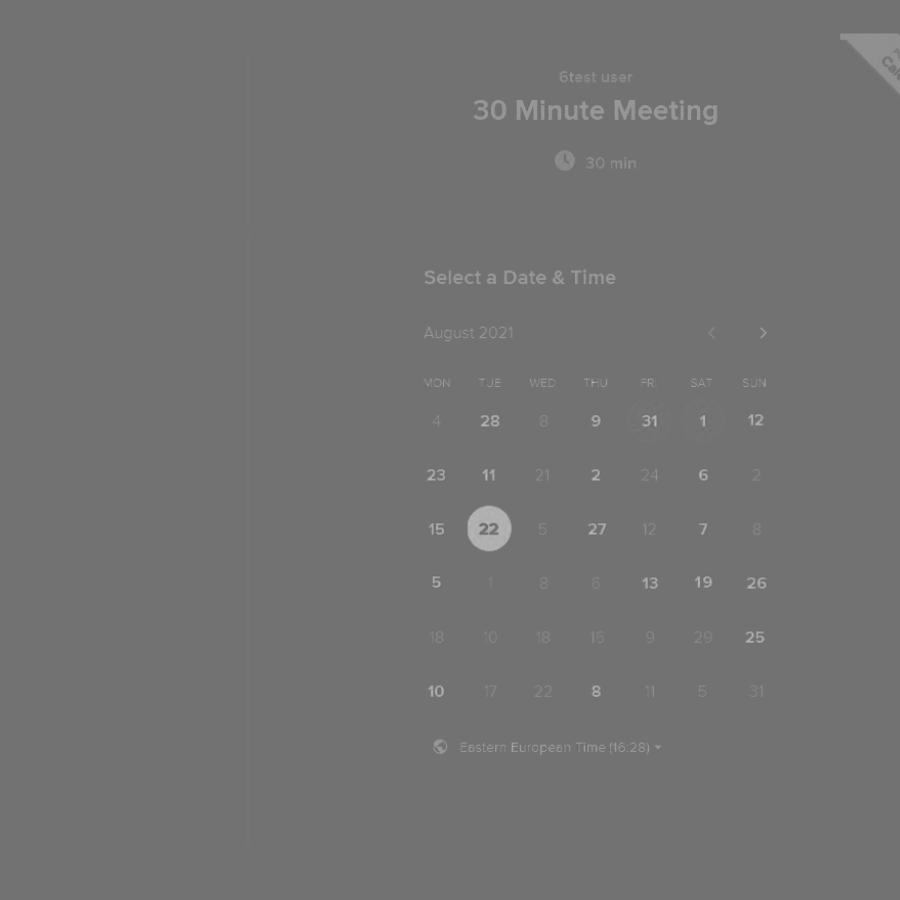 6test user
30 Minute Meeting
30 min
Select a Date & Time
August 2021
MON TUE WED THU FRI SAT SUN
4 28 8 9 31 1 12
23 11 21 2 24 6 2
15 22 5 27 12 7 8
5 1 8 6 13 19 26
18 10 18 15 9 29 25
10 17 22 8 11 5 31
Eastern European Time (16:28)